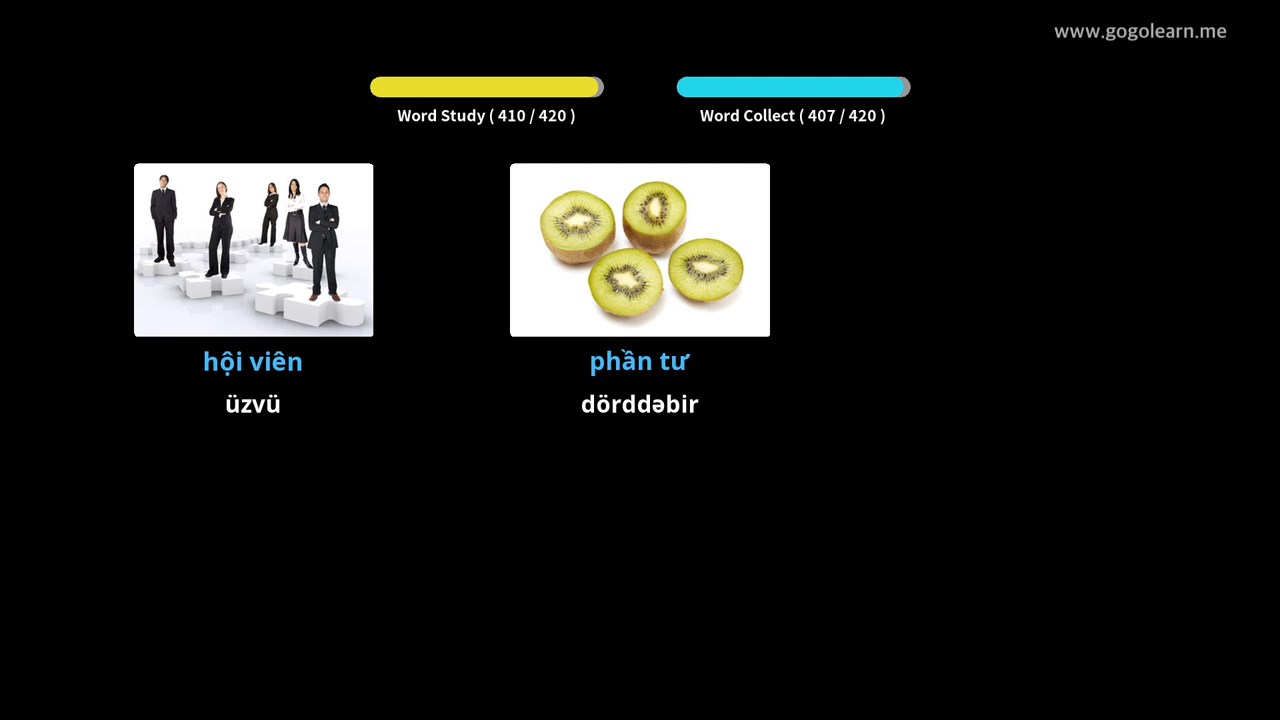 www.gogolearn.me
Word Study ( 410 / 420 )
Word Collect ( 407 / 420 )
hội viên
üzvü
phần tư
dörddəbir